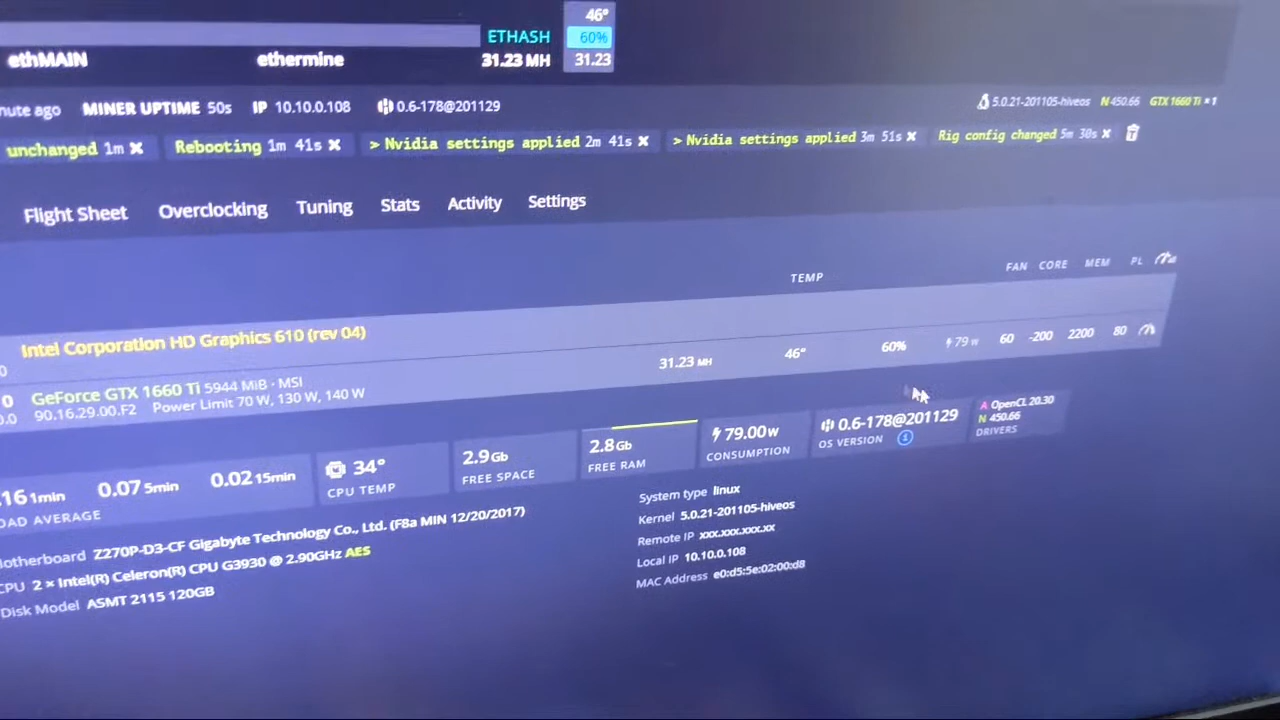 46°
ETHASH 60%
ethMAIN ethermine 31.23 MH 31.23
nute ago MINER UPTIME 50s IP 10.10.0.108 0.6-178@201129 5.0.21-201105-hiveos N 450.66 GTX 1660 Ti × 1
unchanged 1m × Rebooting 1m 41s × > Nvidia settings applied 2m 41s × > Nvidia settings applied 3m 51s × Rig config changed 5m 38s ×
Flight Sheet Overclocking Tuning Stats Activity Settings
TEMP FAN CORE MEM PL
0 Intel Corporation HD Graphics 610 (rev 04)
0 GeForce GTX 1660 Ti 5944 MiB · MSI 31.23 MH 46° 60% 79 W 60 -200 2200 80
0.0 90.16.29.00.F2 Power Limit 70 W, 130 W, 140 W
.16 1min 0.07 5min 0.02 15min 34° 2.9 Gb 2.8 Gb 79.00 W 0.6-178@201129 A OpenCL 20.30
N 450.66
OAD AVERAGE CPU TEMP FREE SPACE FREE RAM CONSUMPTION OS VERSION DRIVERS
otherboard Z270P-D3-CF Gigabyte Technology Co., Ltd. (F8a MIN 12/20/2017)
CPU 2 × Intel(R) Celeron(R) CPU G3930 @ 2.90GHz AES
Disk Model ASMT 2115 120GB
System type linux
Kernel 5.0.21-201105-hiveos
Remote IP xxx.xxx.xxx.xx
Local IP 10.10.0.108
MAC Address e0:d5:5e:02:00:d8